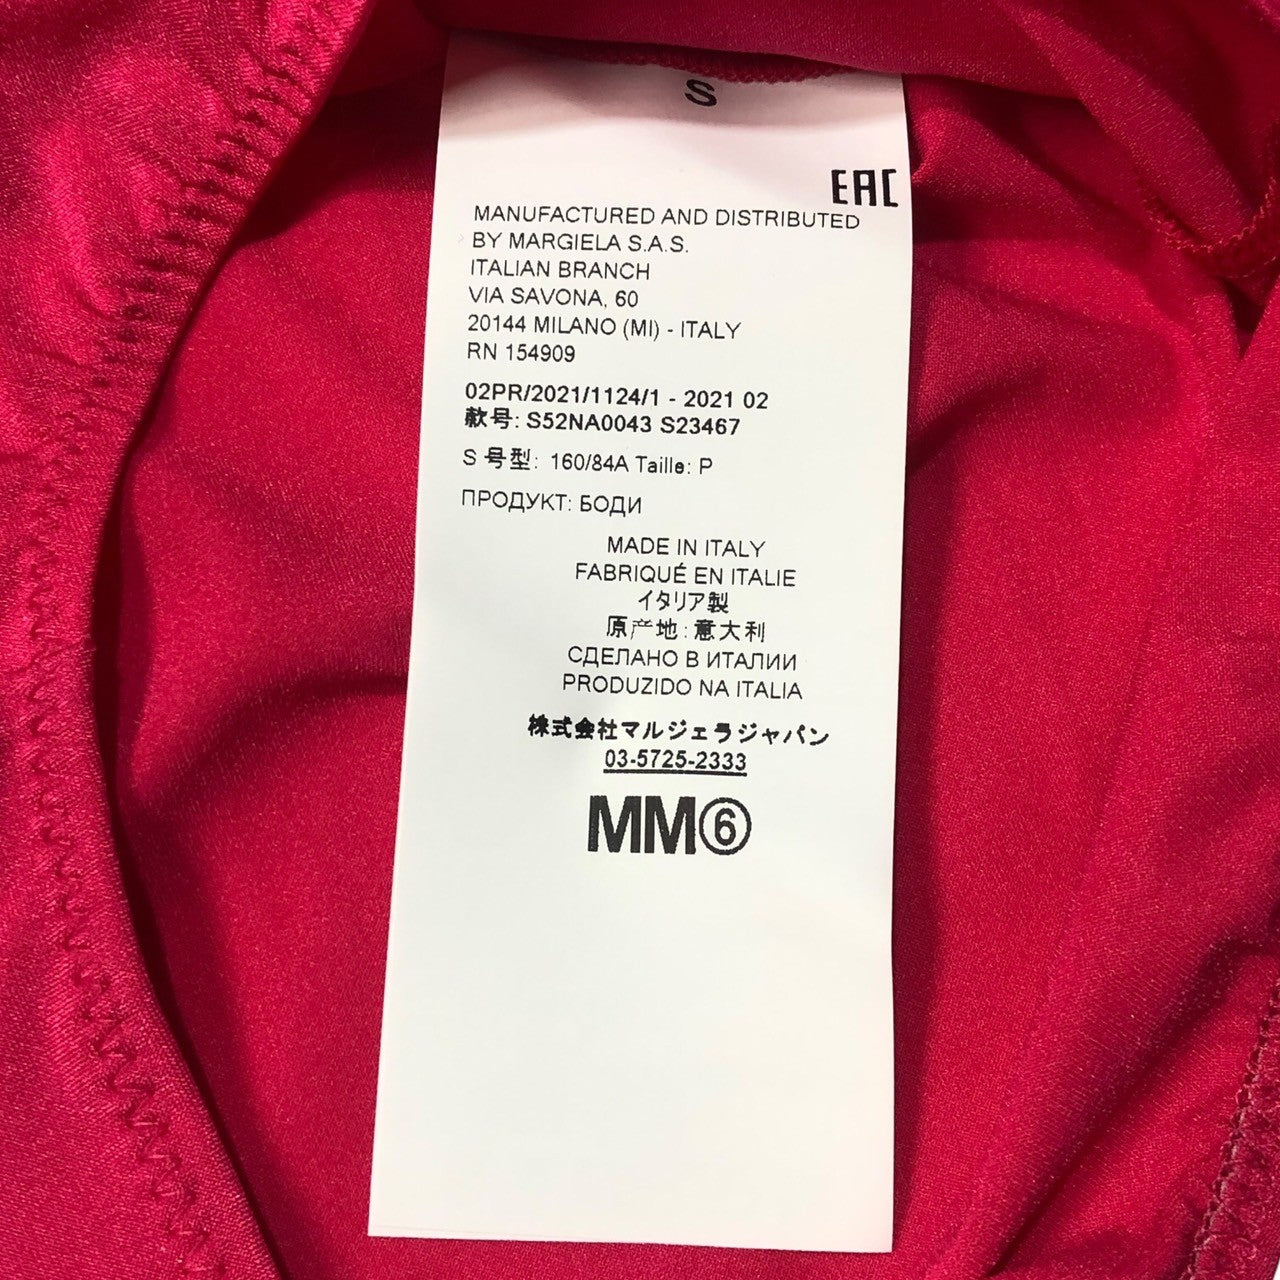 S
EAC
MANUFACTURED AND DISTRIBUTED
BY MARGIELA S.A.S.
ITALIAN BRANCH
VIA SAVONA, 60
20144 MILANO (MI) - ITALY
RN 154909
02PR/2021/1124/1 - 2021 02
款号: S52NA0043 S23467
S 号型: 160/84A Taille: P
ПРОДУКТ: БОДИ
MADE IN ITALY
FABRIQUÉ EN ITALIE
イタリア製
原产地: 意大利
СДЕЛАНО В ИТАЛИИ
PRODUZIDO NA ITALIA
株式会社マルジェラジャパン
03-5725-2333
MM⑥